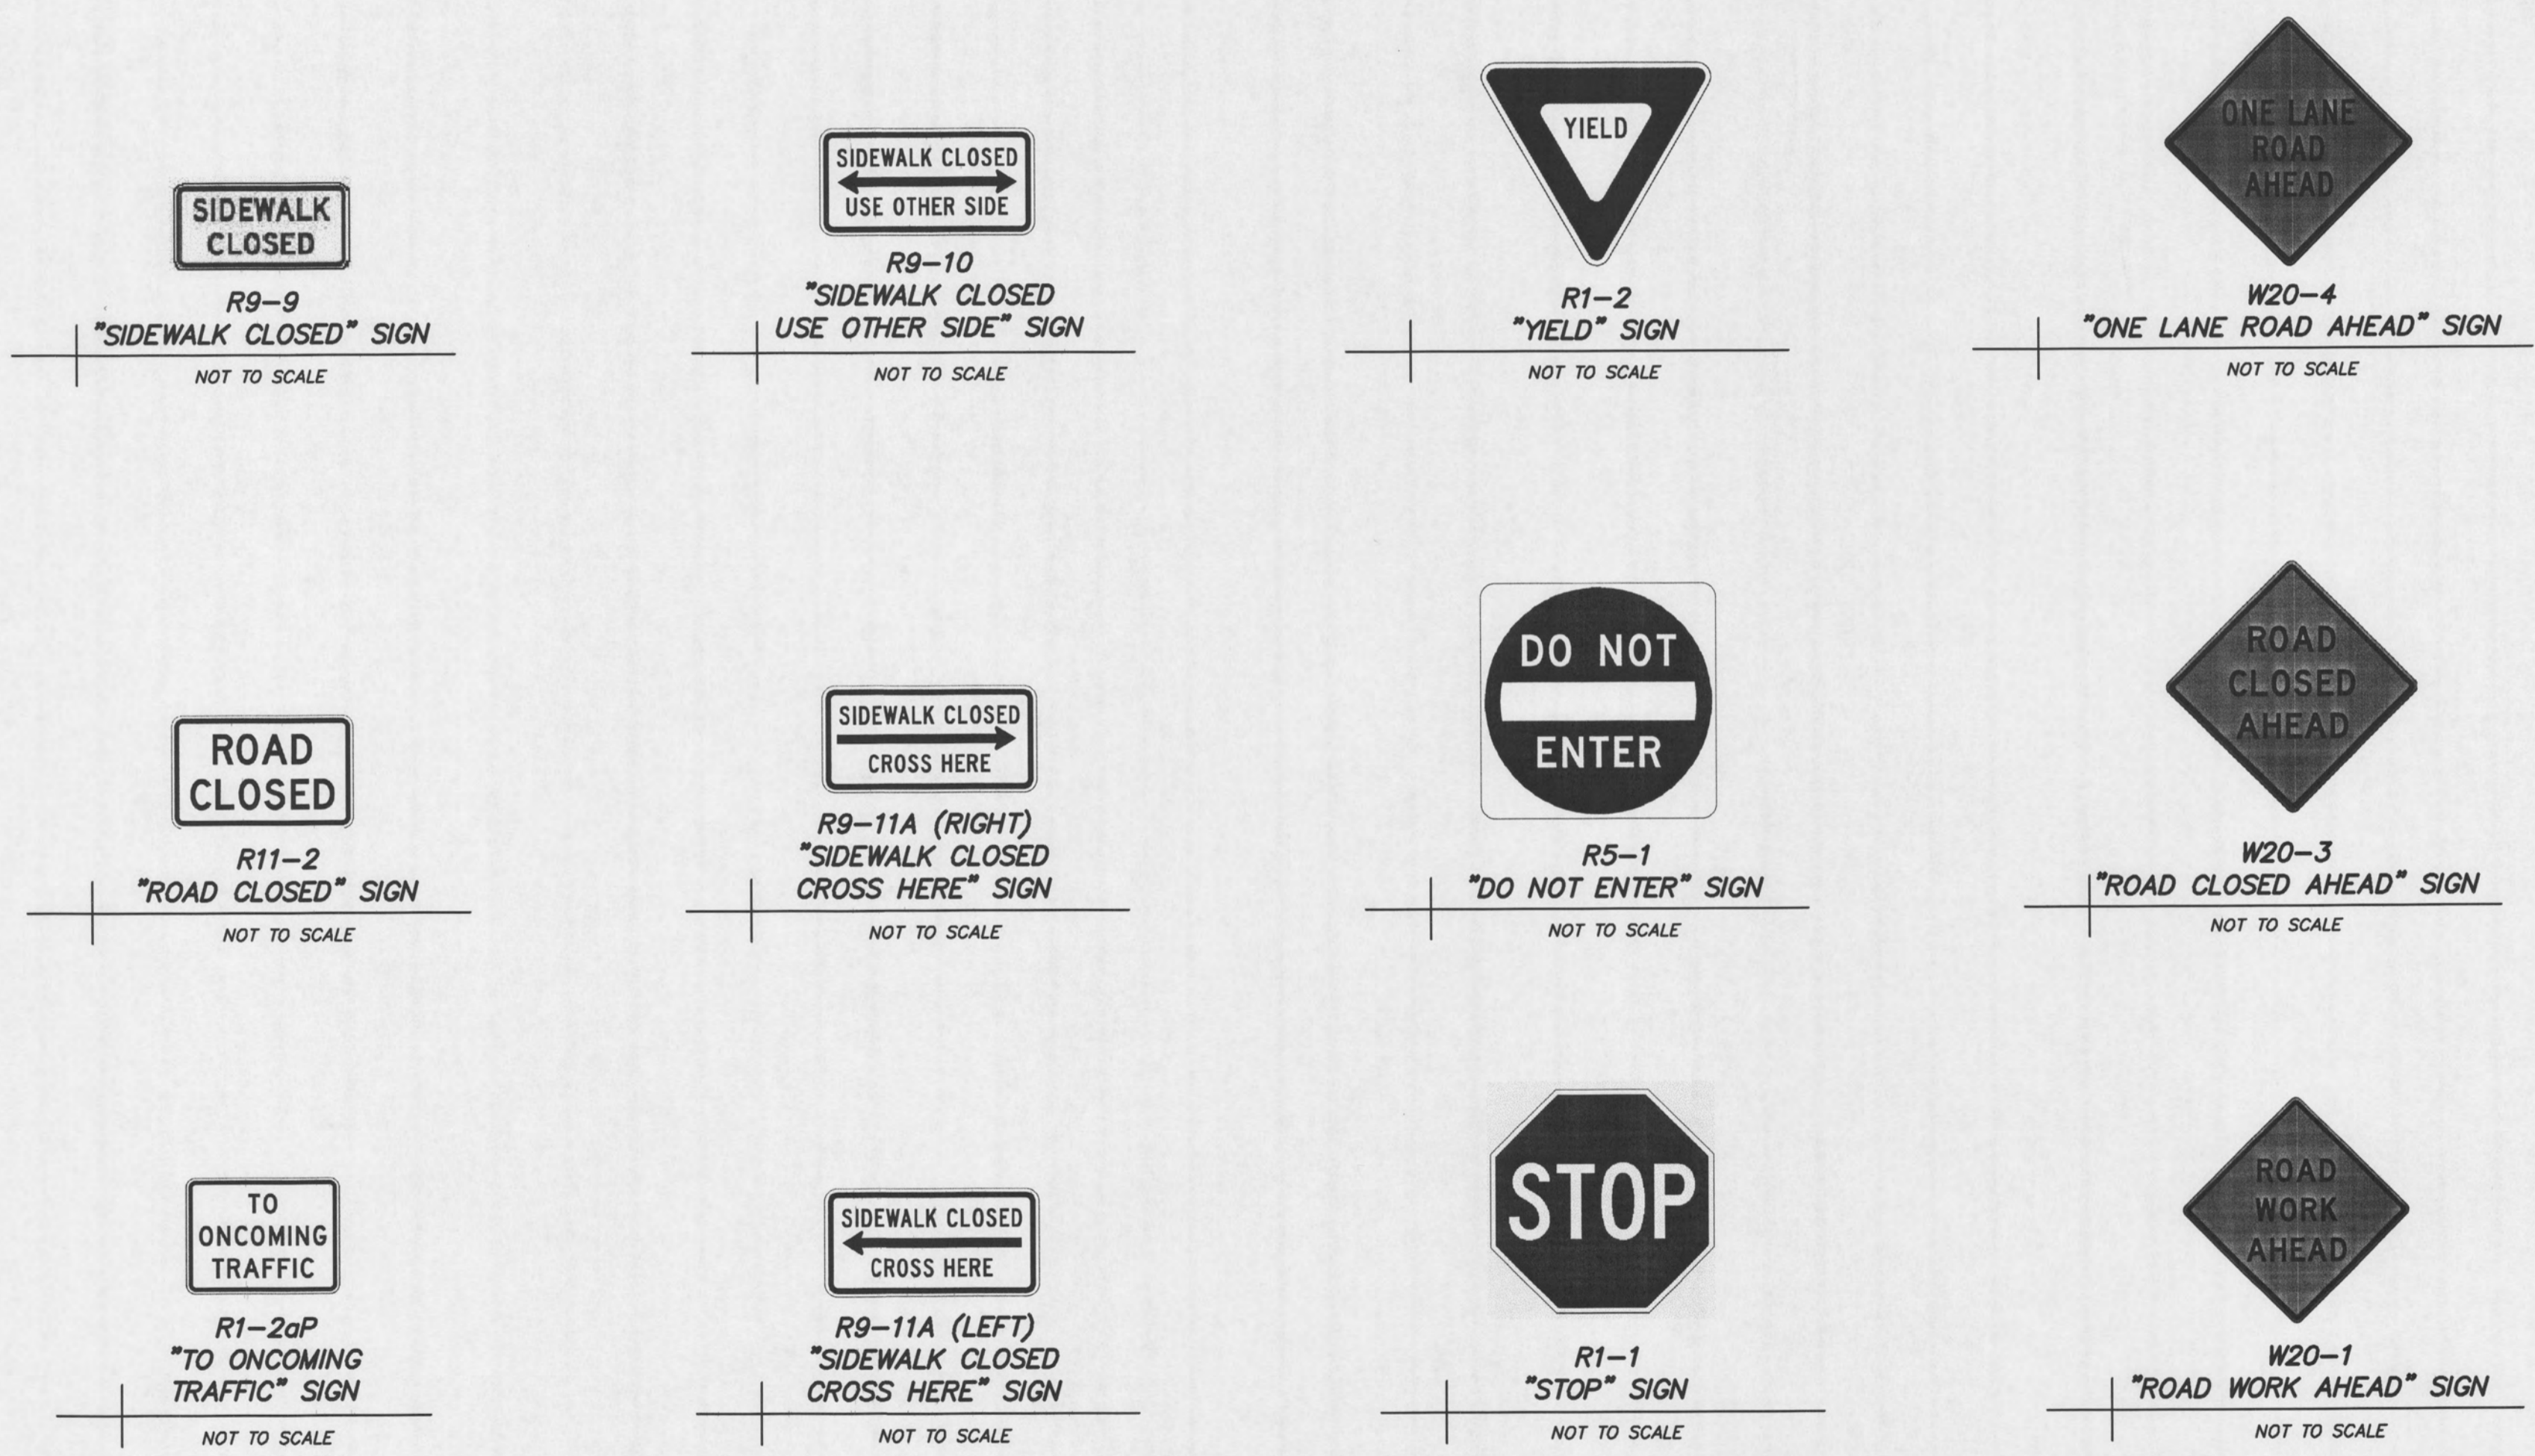 SIDEWALK
CLOSED
R9-9
"SIDEWALK CLOSED" SIGN
NOT TO SCALE
SIDEWALK CLOSED
USE OTHER SIDE
R9-10
"SIDEWALK CLOSED
USE OTHER SIDE" SIGN
NOT TO SCALE
YIELD
R1-2
"YIELD" SIGN
NOT TO SCALE
ONE LANE
ROAD
AHEAD
W20-4
"ONE LANE ROAD AHEAD" SIGN
NOT TO SCALE
ROAD
CLOSED
R11-2
"ROAD CLOSED" SIGN
NOT TO SCALE
SIDEWALK CLOSED
CROSS HERE
R9-11A (RIGHT)
"SIDEWALK CLOSED
CROSS HERE" SIGN
NOT TO SCALE
DO NOT
ENTER
R5-1
"DO NOT ENTER" SIGN
NOT TO SCALE
ROAD
CLOSED
AHEAD
W20-3
"ROAD CLOSED AHEAD" SIGN
NOT TO SCALE
TO
ONCOMING
TRAFFIC
R1-2aP
"TO ONCOMING
TRAFFIC" SIGN
NOT TO SCALE
SIDEWALK CLOSED
CROSS HERE
R9-11A (LEFT)
"SIDEWALK CLOSED
CROSS HERE" SIGN
NOT TO SCALE
STOP
R1-1
"STOP" SIGN
NOT TO SCALE
ROAD
WORK
AHEAD
W20-1
"ROAD WORK AHEAD" SIGN
NOT TO SCALE